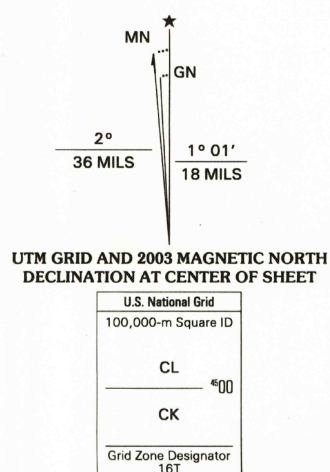 ★
MN
GN
2°
36 MILS
1° 01′
18 MILS
UTM GRID AND 2003 MAGNETIC NORTH
DECLINATION AT CENTER OF SHEET
U.S. National Grid
100,000-m Square ID
CL
⁴⁵00
CK
Grid Zone Designator
16T